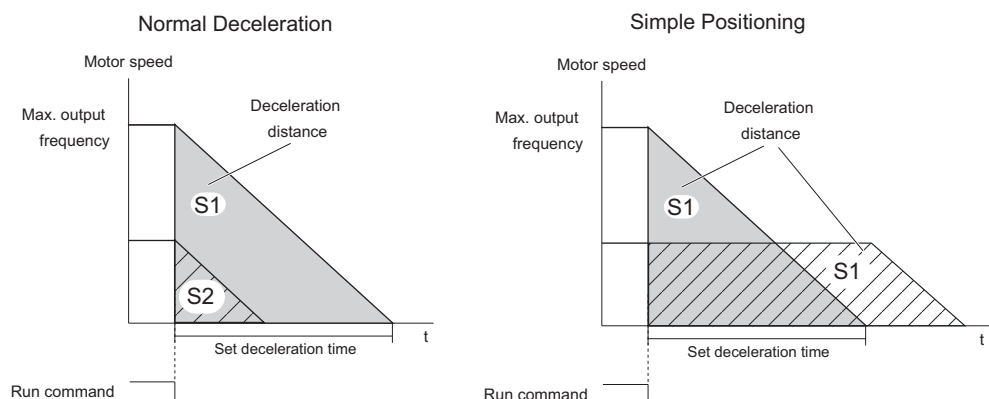 Normal Deceleration
Motor speed
Max. output
frequency
Deceleration
distance
S1
S2
t
Set deceleration time
Run command
Simple Positioning
Motor speed
Max. output
frequency
Deceleration
distance
S1
S1
t
Set deceleration time
Run command